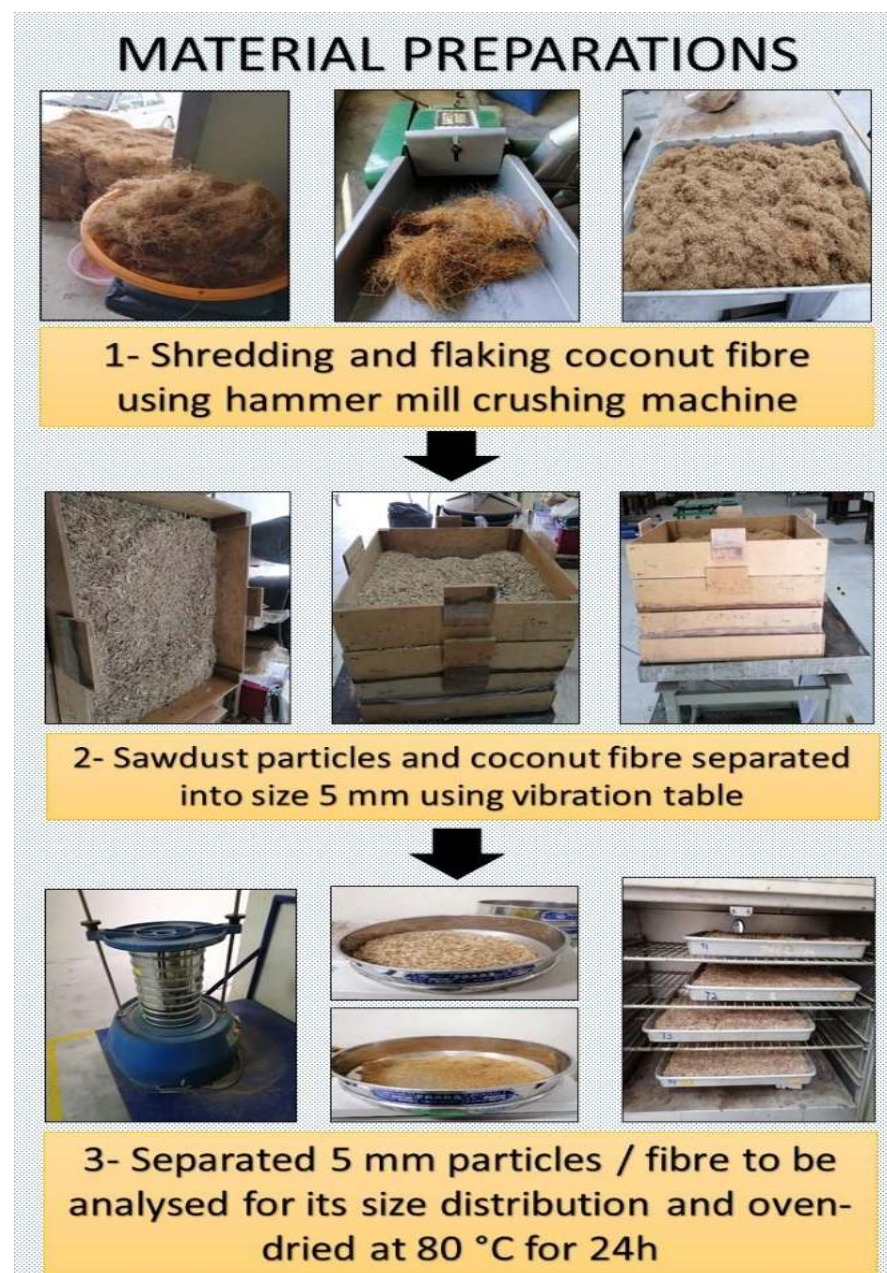 MATERIAL PREPARATIONS
1- Shredding and flaking coconut fibre
using hammer mill crushing machine
2- Sawdust particles and coconut fibre separated
into size 5 mm using vibration table
T2
3- Separated 5 mm particles / fibre to be
analysed for its size distribution and oven-
dried at 80 °C for 24h